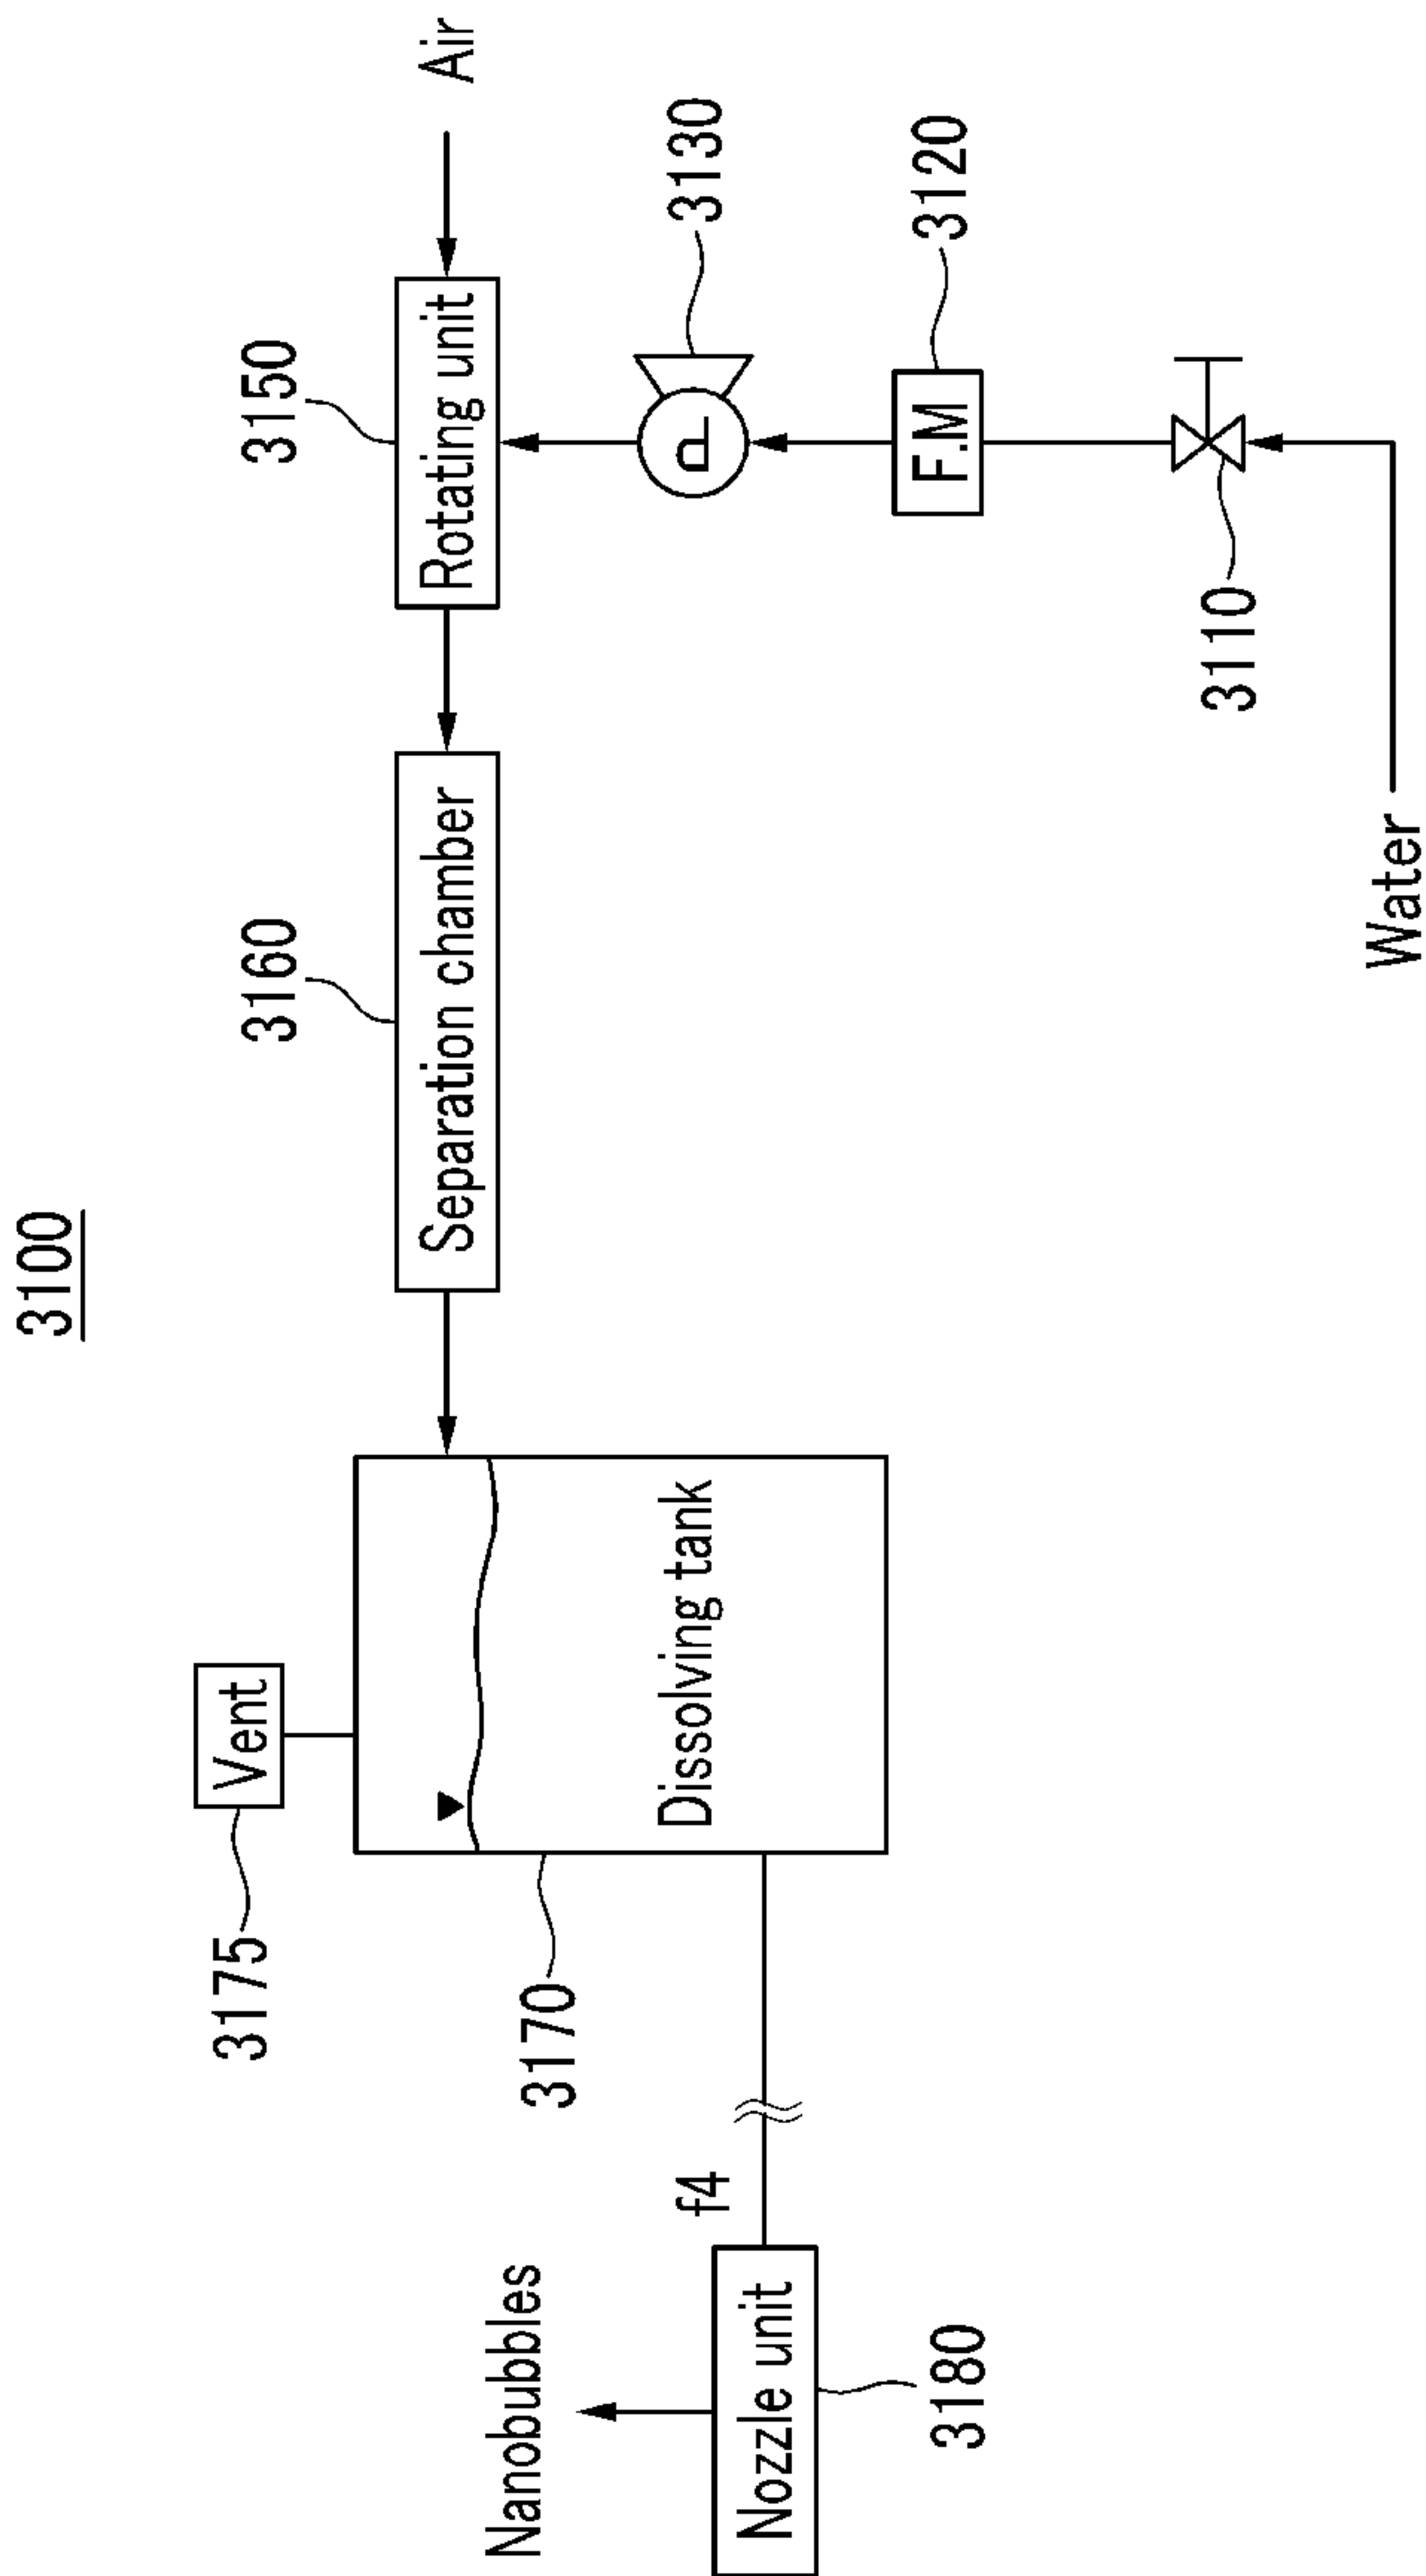 3100
Vent
3175
3170
Dissolving tank
3160
Separation chamber
3150
Rotating unit
Air
Nanobubbles
f4
Nozzle unit
3180
P
3130
F.M
3120
3110
Water